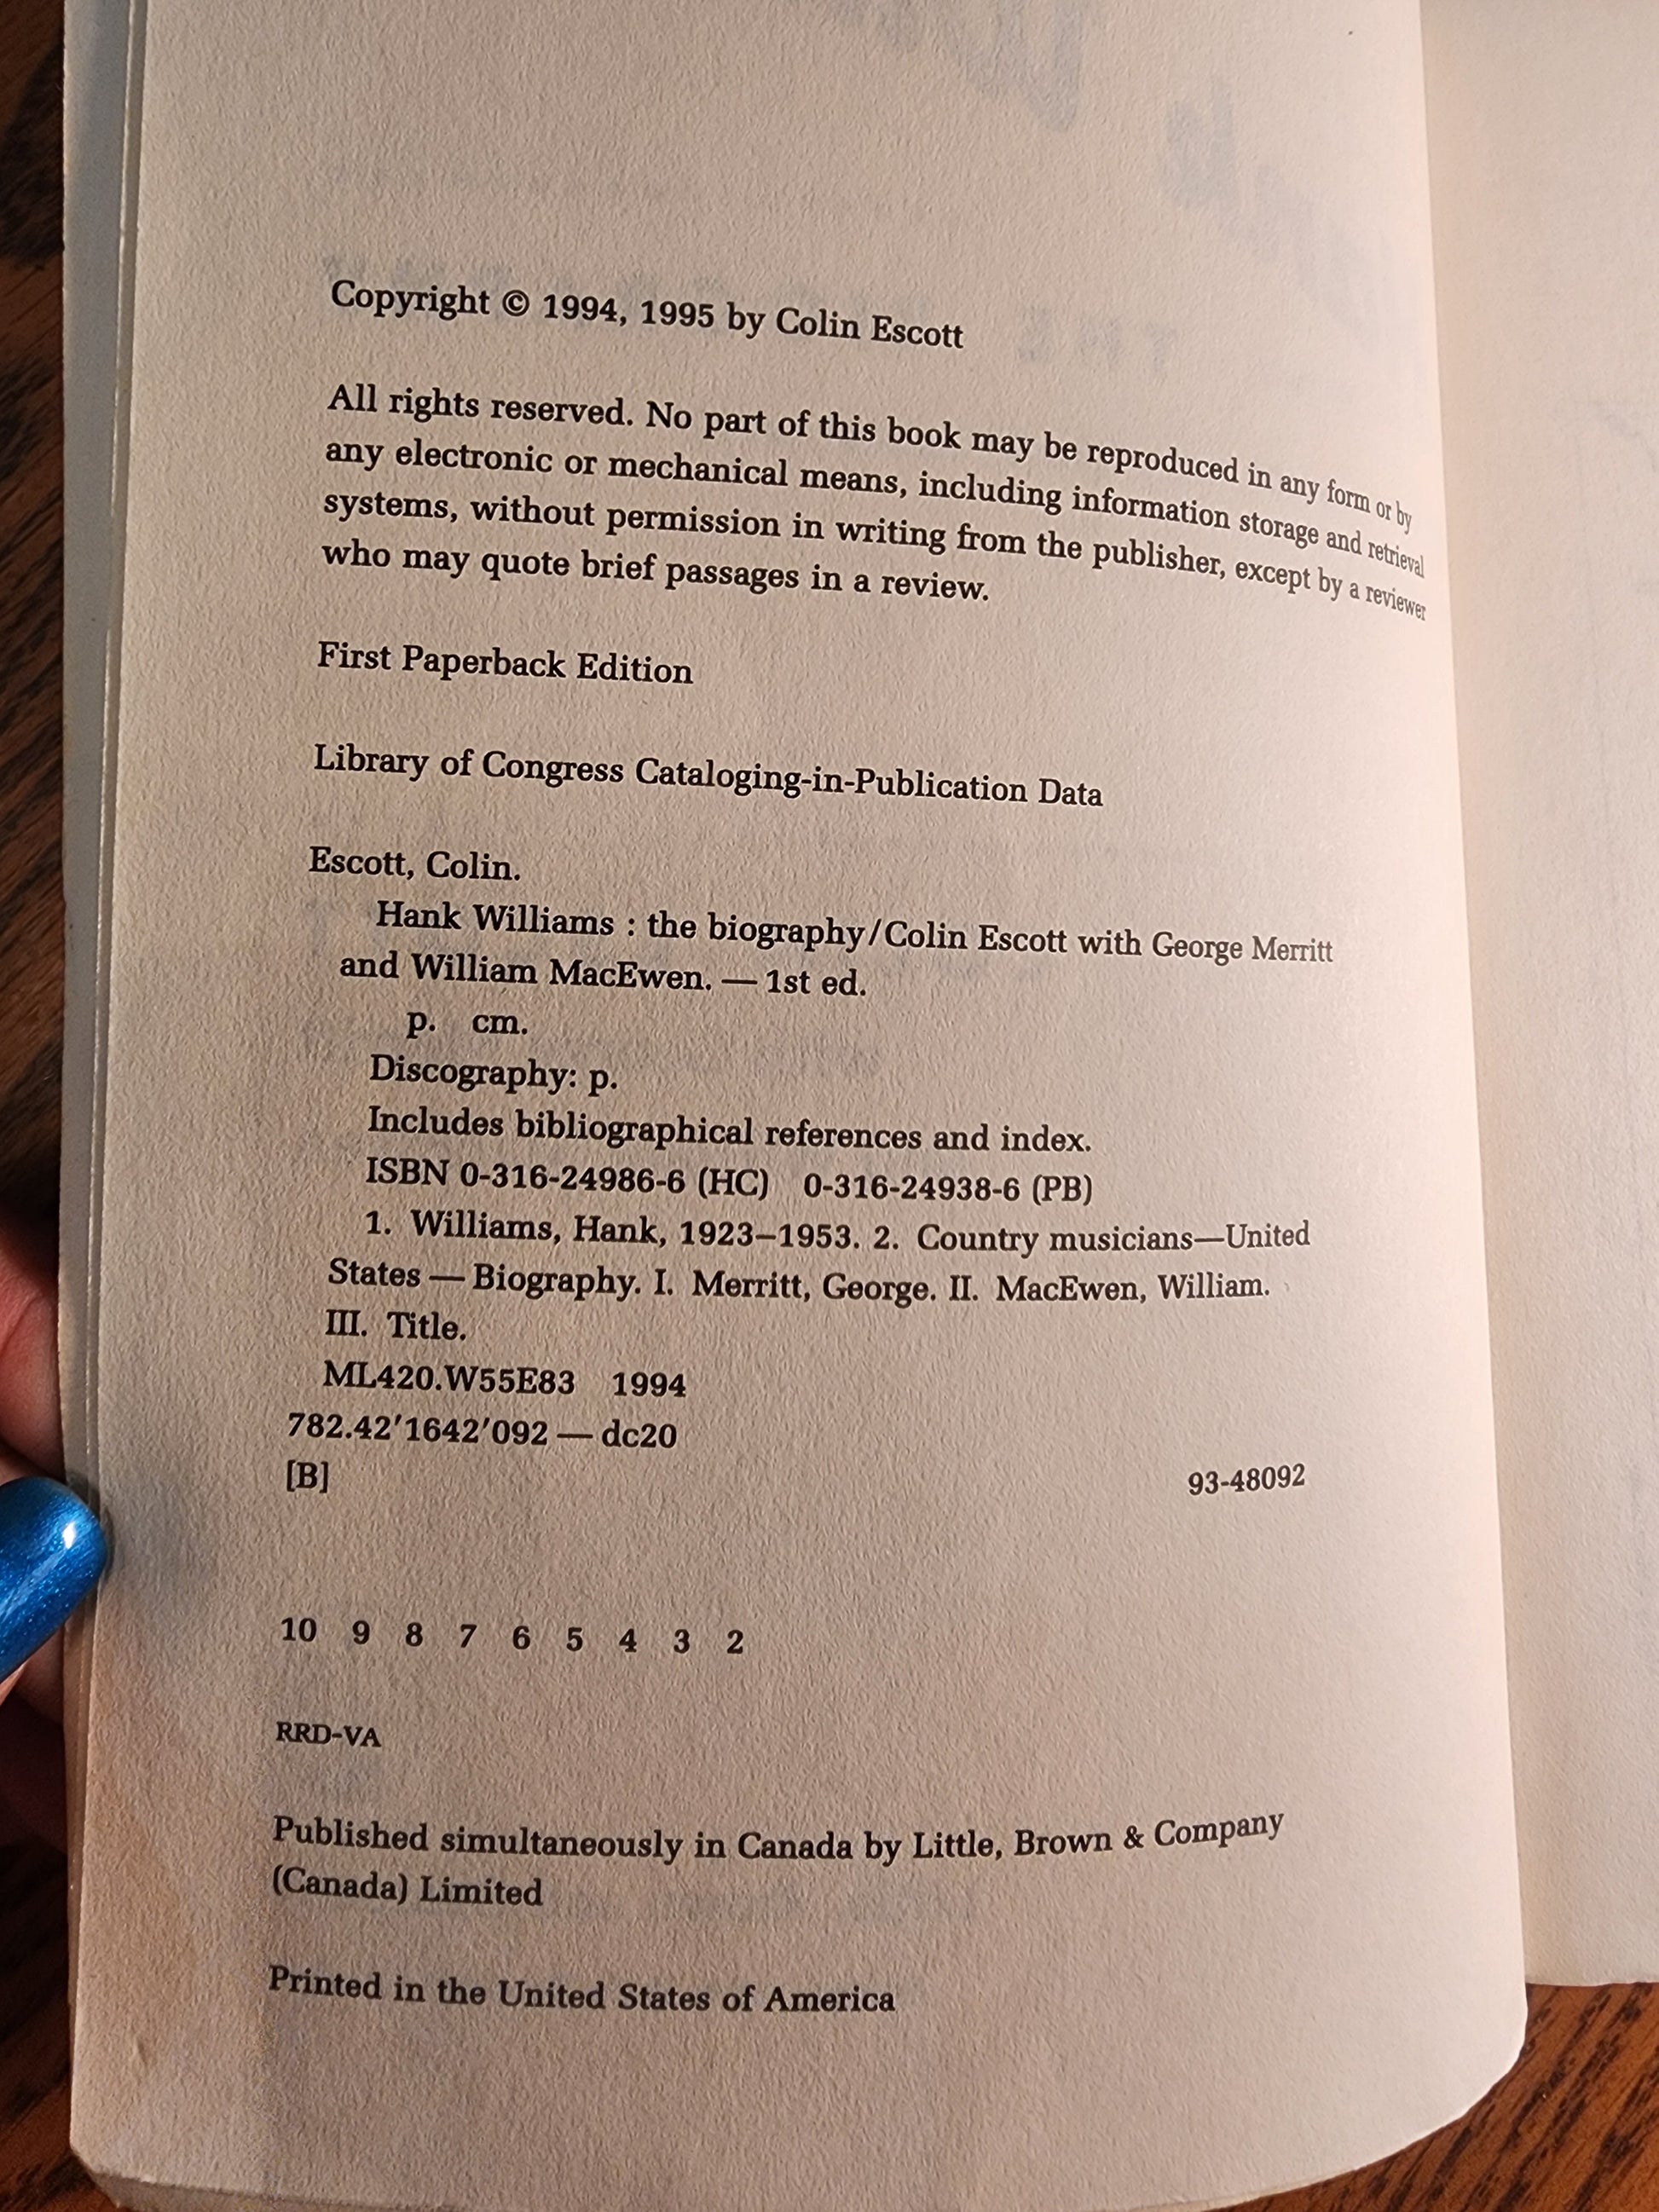 Copyright © 1994, 1995 by Colin Escott
All rights reserved. No part of this book may be reproduced in any form or by
any electronic or mechanical means, including information storage and retrieval
systems, without permission in writing from the publisher, except by a reviewer
who may quote brief passages in a review.
First Paperback Edition
Library of Congress Cataloging-in-Publication Data
Escott, Colin.
Hank Williams : the biography/Colin Escott with George Merritt
and William MacEwen. — 1st ed.
p. cm.
Discography: p.
Includes bibliographical references and index.
ISBN 0-316-24986-6 (HC) 0-316-24938-6 (PB)
1. Williams, Hank, 1923–1953. 2. Country musicians—United
States — Biography. I. Merritt, George. II. MacEwen, William.
III. Title.
ML420.W55E83 1994
782.42′1642′092 — dc20
[B] 93-48092
10 9 8 7 6 5 4 3 2
RRD-VA
Published simultaneously in Canada by Little, Brown & Company
(Canada) Limited
Printed in the United States of America